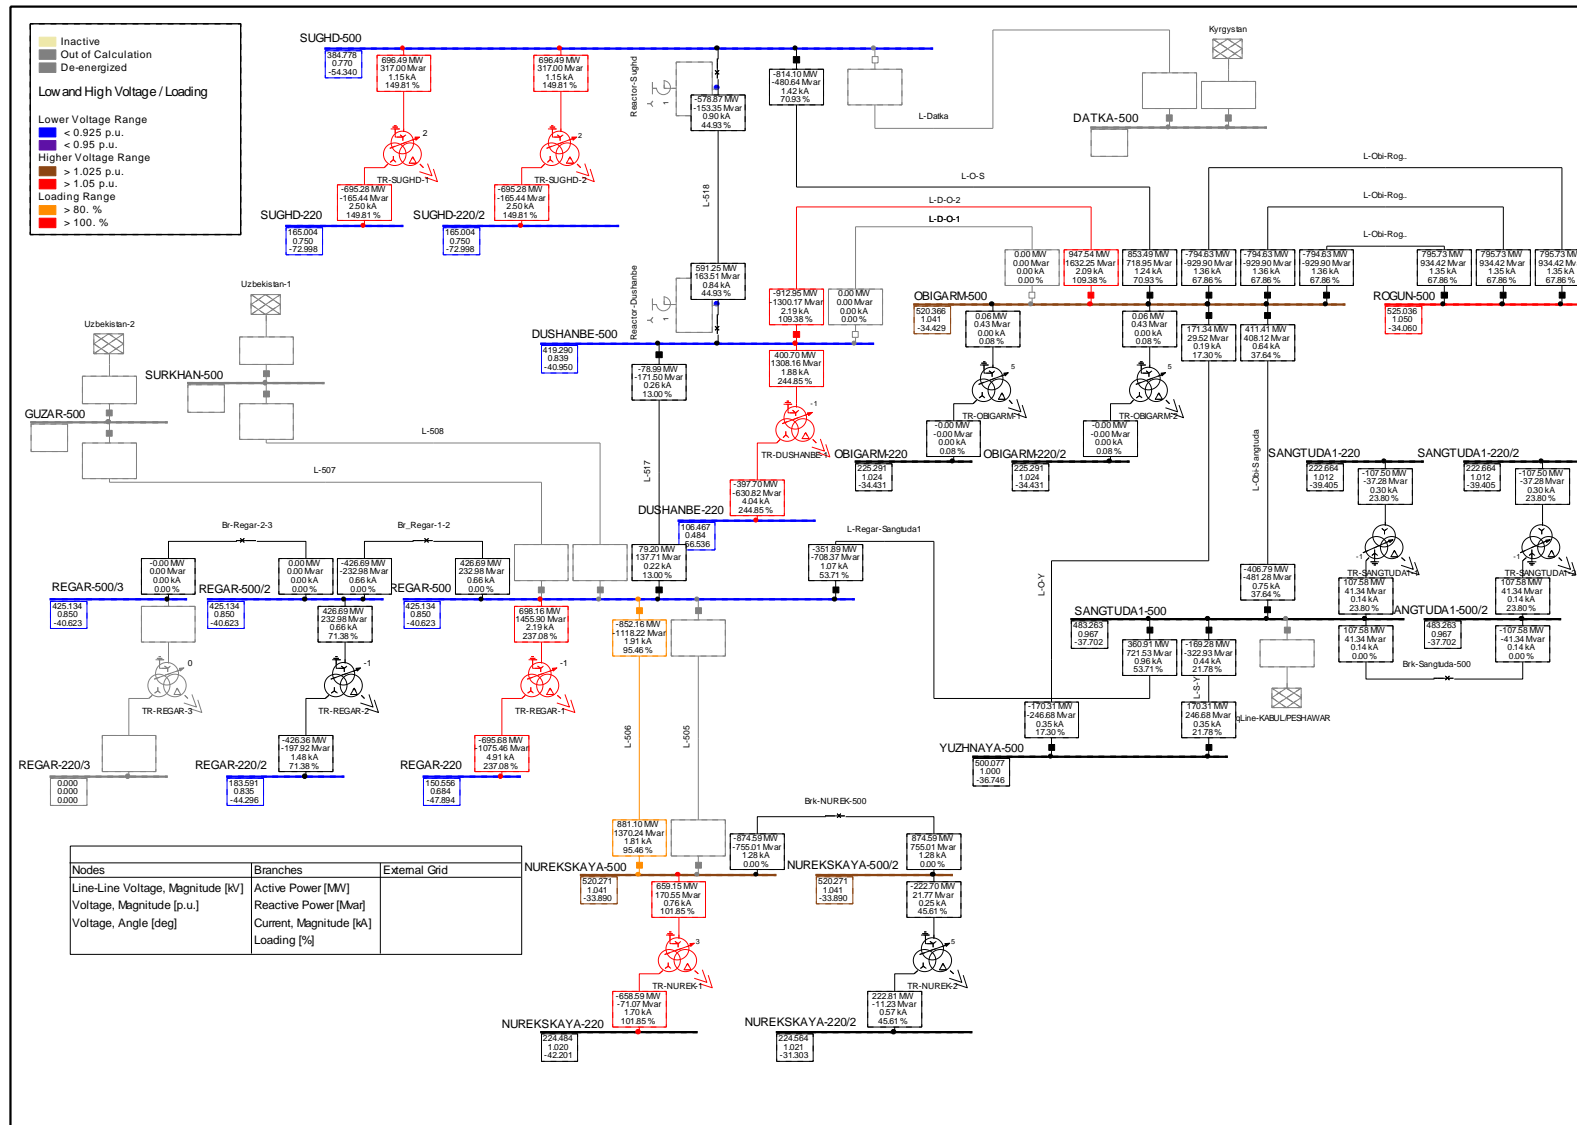 Inactive
Out of Calculation
De-energized
Low and High Voltage / Loading
Lower Voltage Range
< 0.925 p.u.
< 0.95 p.u.
Higher Voltage Range
> 1.025 p.u.
> 1.05 p.u.
Loading Range
> 80. %
> 100. %
SUGHD-500
384.778
0.770
-54.340
696.49 MW
317.00 Mvar
1.15 kA
149.81 %
696.49 MW
317.00 Mvar
1.15 kA
149.81 %
2
2
TR-SUGHD-1
TR-SUGHD-2
-695.28 MW
-165.44 Mvar
2.50 kA
149.81 %
-695.28 MW
-165.44 Mvar
2.50 kA
149.81 %
SUGHD-220
165.004
0.750
-72.998
SUGHD-220/2
165.004
0.750
-72.998
Reactor-Sughd
1
-578.87 MW
-153.35 Mvar
0.90 kA
44.93 %
-814.10 MW
-480.64 Mvar
1.42 kA
70.93 %
L-Datka
Kyrgystan
DATKA-500
L-518
L-O-S
L-Obi-Rog..
L-Obi-Rog..
L-Obi-Rog..
L-D-O-2
L-D-O-1
Uzbekistan-1
Uzbekistan-2
SURKHAN-500
GUZAR-500
L-508
L-507
Reactor-Dushanbe
1
591.25 MW
163.51 Mvar
0.84 kA
44.93 %
-912.95 MW
-1300.17 Mvar
2.19 kA
109.38 %
0.00 MW
0.00 Mvar
0.00 kA
0.00 %
DUSHANBE-500
419.290
0.839
-40.950
-78.99 MW
-171.50 Mvar
0.26 kA
13.00 %
400.70 MW
1308.16 Mvar
1.88 kA
244.85 %
-1
TR-DUSHANBE-1
-397.70 MW
-630.82 Mvar
4.04 kA
244.85 %
DUSHANBE-220
106.467
0.484
-56.536
L-517
0.00 MW
0.00 Mvar
0.00 kA
0.00 %
947.54 MW
1632.25 Mvar
2.09 kA
109.38 %
853.49 MW
718.95 Mvar
1.24 kA
70.93 %
-794.63 MW
-929.90 Mvar
1.36 kA
67.86 %
-794.63 MW
-929.90 Mvar
1.36 kA
67.86 %
-794.63 MW
-929.90 Mvar
1.36 kA
67.86 %
795.73 MW
934.42 Mvar
1.35 kA
67.86 %
795.73 MW
934.42 Mvar
1.35 kA
67.86 %
795.73 MW
934.42 Mv
1.35 kA
67.86 %
OBIGARM-500
520.366
1.041
-34.429
ROGUN-500
525.036
1.050
-34.060
0.06 MW
0.43 Mvar
0.00 kA
0.08 %
0.06 MW
0.43 Mvar
0.00 kA
0.08 %
171.34 MW
29.52 Mvar
0.19 kA
17.30 %
411.41 MW
408.12 Mvar
0.64 kA
37.64 %
5
5
TR-OBIGARM-1
TR-OBIGARM-2
-0.00 MW
-0.00 Mvar
0.00 kA
0.08 %
-0.00 MW
-0.00 Mvar
0.00 kA
0.08 %
OBIGARM-220
225.291
1.024
-34.431
OBIGARM-220/2
225.291
1.024
-34.431
L-Obi-Sangtuda
L-O-Y
SANGTUDA1-220
222.664
1.012
-39.405
SANGTUDA1-220/2
222.664
1.012
-39.405
-107.50 MW
-37.28 Mvar
0.30 kA
23.80 %
-107.50 MW
-37.28 Mvar
0.30 kA
23.80 %
-1
-1
107.58 MW
41.34 Mvar
0.14 kA
23.80 %
107.58 MW
41.34 Mvar
0.14 kA
23.80 %
-406.79 MW
-481.28 Mvar
0.75 kA
37.64 %
SANGTUDA1-500
483.263
0.967
-37.702
ANGTUDA1-500/2
483.263
0.967
-37.702
360.91 MW
721.53 Mvar
0.96 kA
53.71 %
-169.28 MW
-322.93 Mvar
0.44 kA
21.78 %
107.58 MW
41.34 Mvar
0.14 kA
0.00 %
-107.58 MW
-41.34 Mvar
0.14 kA
0.00 %
Brk-Sangtuda-500
L-S-Y
qLine-KABUL/PESHAWAR
-170.31 MW
-246.68 Mvar
0.35 kA
17.30 %
170.31 MW
246.68 Mvar
0.35 kA
21.78 %
YUZHNAYA-500
500.077
1.000
-36.746
L-Regar-Sangtuda1
Br-Regar-2-3
Br_Regar-1-2
-0.00 MW
0.00 Mvar
0.00 kA
0.00 %
0.00 MW
0.00 Mvar
0.00 kA
0.00 %
-426.69 MW
-232.98 Mvar
0.66 kA
0.00 %
426.69 MW
232.98 Mvar
0.66 kA
0.00 %
79.20 MW
137.71 Mvar
0.22 kA
13.00 %
-351.89 MW
-708.37 Mvar
1.07 kA
53.71 %
REGAR-500/3
425.134
0.850
-40.623
REGAR-500/2
425.134
0.850
-40.623
REGAR-500
425.134
0.850
-40.623
426.69 MW
232.98 Mvar
0.66 kA
71.38 %
698.16 MW
1455.90 Mvar
2.19 kA
237.08 %
-852.16 MW
-1118.22 Mvar
1.91 kA
95.46 %
0
-1
-1
TR-REGAR-3
TR-REGAR-2
TR-REGAR-1
-426.36 MW
-197.92 Mvar
1.48 kA
71.38 %
-695.68 MW
-1075.46 Mvar
4.91 kA
237.08 %
REGAR-220/3
0.000
0.000
0.000
REGAR-220/2
183.591
0.835
-44.296
REGAR-220
150.556
0.684
-47.894
L-506
L-505
Brk-NUREK-500
881.10 MW
1370.24 Mvar
1.81 kA
95.46 %
-874.59 MW
-755.01 Mvar
1.28 kA
0.00 %
874.59 MW
755.01 Mvar
1.28 kA
0.00 %
NUREKSKAYA-500
520.271
1.041
-33.890
NUREKSKAYA-500/2
520.271
1.041
-33.890
659.15 MW
170.55 Mvar
0.76 kA
101.85 %
-222.70 MW
21.77 Mvar
0.25 kA
45.61 %
3
5
TR-NUREK-1
TR-NUREK-2
-658.59 MW
-71.07 Mvar
1.70 kA
101.85 %
222.81 MW
-11.23 Mvar
0.57 kA
45.61 %
NUREKSKAYA-220
224.484
1.020
-42.201
NUREKSKAYA-220/2
224.564
1.021
-31.303
Nodes Branches External Grid
Line-Line Voltage, Magnitude [kV] Active Power [MW]
Voltage, Magnitude [p.u.] Reactive Power [Mvar]
Voltage, Angle [deg] Current, Magnitude [kA]
Loading [%]